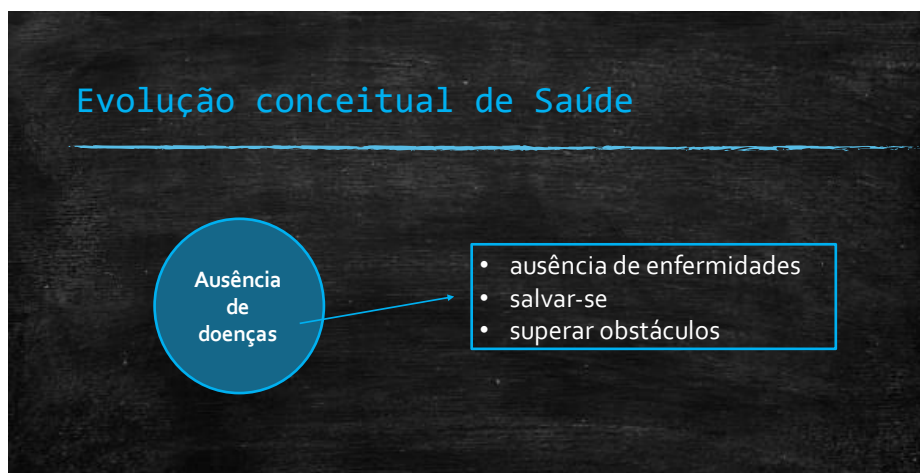 Evolução conceitual de Saúde
Ausência
de
doenças
• ausência de enfermidades
• salvar-se
• superar obstáculos